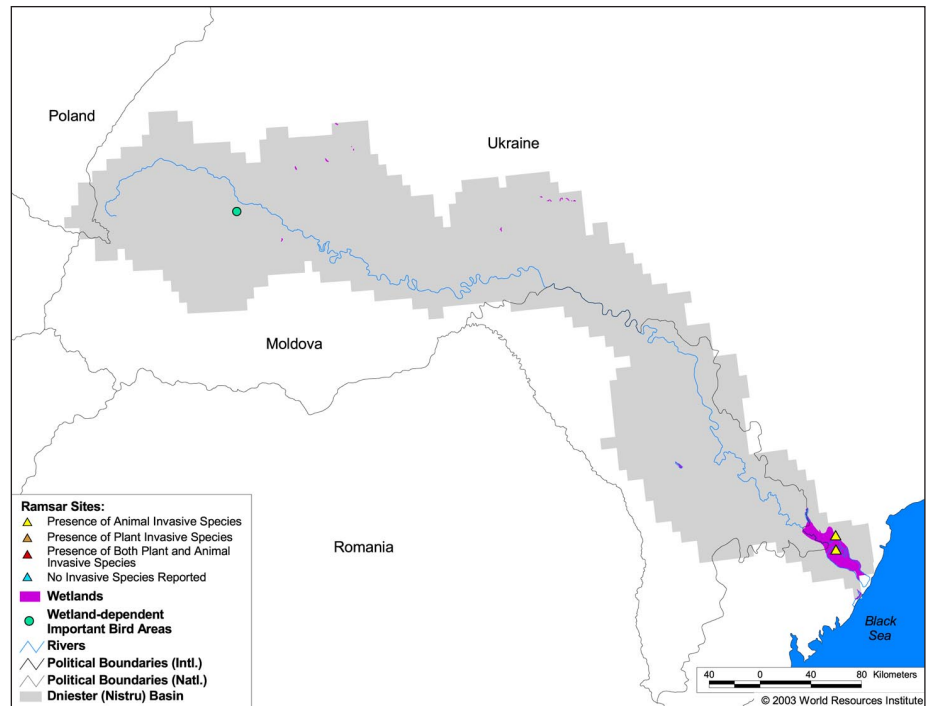 Poland
Ukraine
Moldova
Romania
Black
Sea
Ramsar Sites:
Presence of Animal Invasive Species
Presence of Plant Invasive Species
Presence of Both Plant and Animal
Invasive Species
No Invasive Species Reported
Wetlands
Wetland-dependent
Important Bird Areas
Rivers
Political Boundaries (Intl.)
Political Boundaries (Natl.)
Dniester (Nistru) Basin
40 0 40 80 Kilometers
© 2003 World Resources Institute